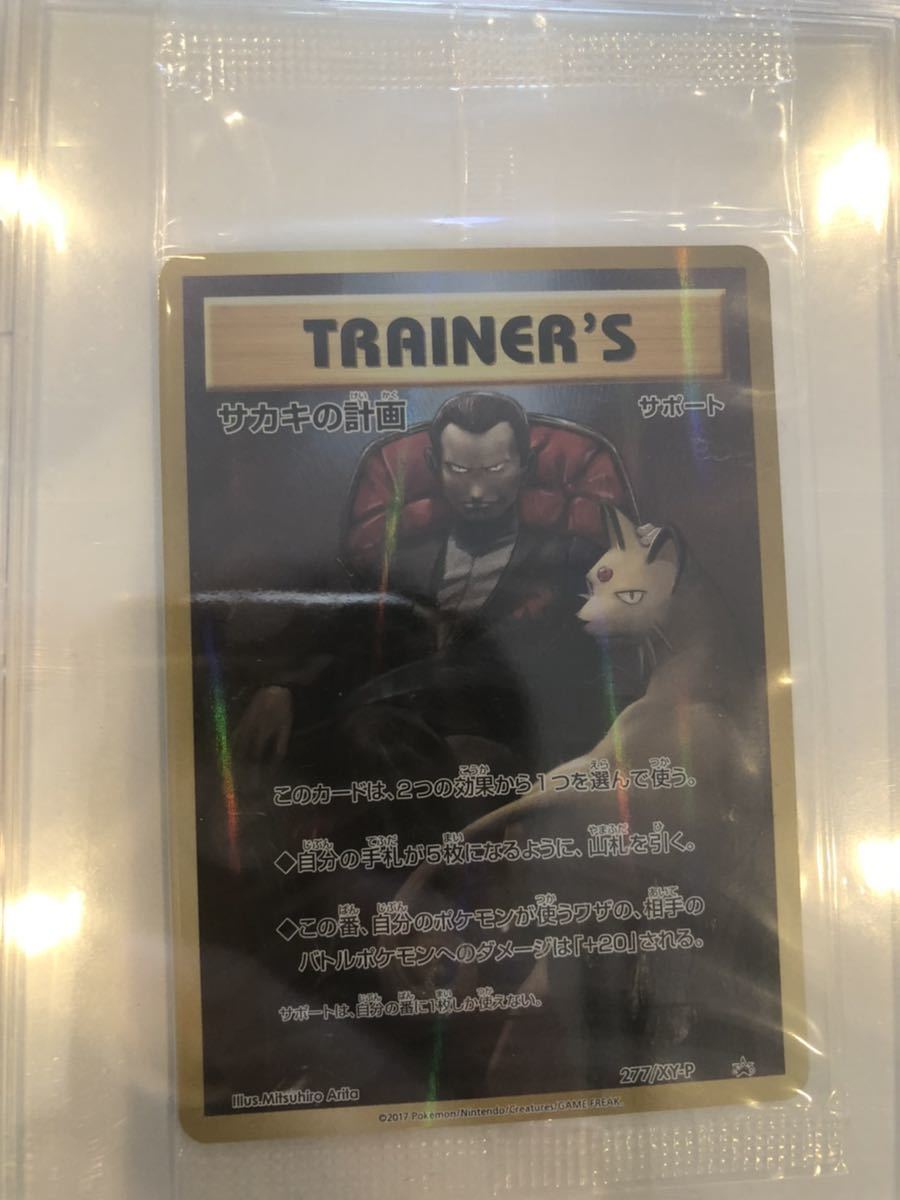 TRAINER'S
サカキの計画
サポート
このカードは、2つの効果から1つを選んで使う。
◆自分の手札が5枚になるように、山札を引く。
◆この番、自分のポケモンが使うワザの、相手の
バトルポケモンへのダメージは「+20」される。
サポートは、自分の番に1枚しか使えない。
277/XY-P
Illus.Mitsuhiro Arita
©2017 Pokémon/Nintendo/Creatures/GAME FREAK.